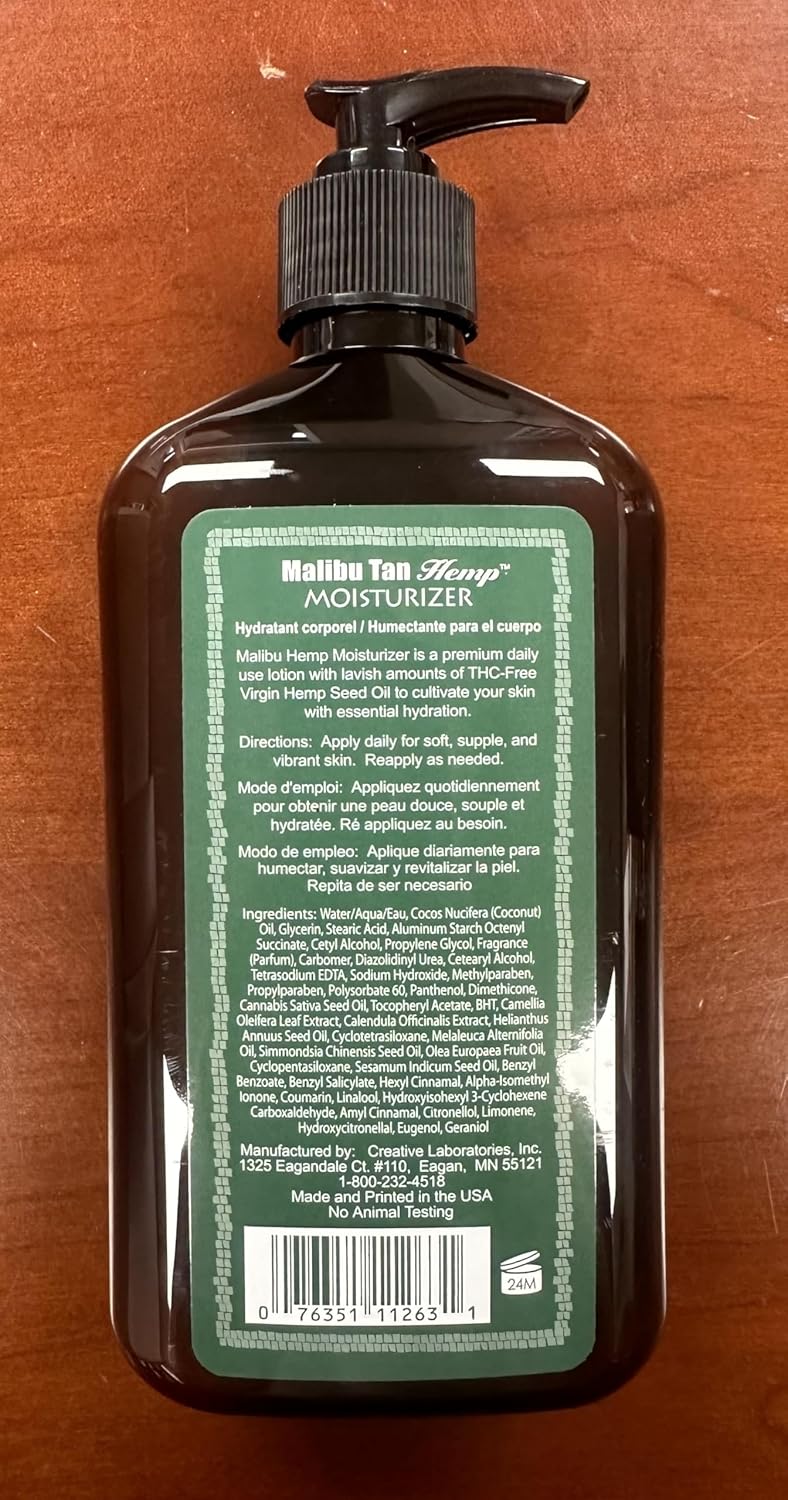 Malibu Tan Hemp™
MOISTURIZER
Hydratant corporel / Humectante para el cuerpo
Malibu Hemp Moisturizer is a premium daily
use lotion with lavish amounts of THC-Free
Virgin Hemp Seed Oil to cultivate your skin
with essential hydration.
Directions: Apply daily for soft, supple, and
vibrant skin. Reapply as needed.
Mode d'emploi: Appliquez quotidiennement
pour obtenir une peau douce, souple et
hydratée. Ré appliquez au besoin.
Modo de empleo: Aplique diariamente para
humectar, suavizar y revitalizar la piel.
Repita de ser necesario
Ingredients: Water/Aqua/Eau, Cocos Nucifera (Coconut)
Oil, Glycerin, Stearic Acid, Aluminum Starch Octenyl
Succinate, Cetyl Alcohol, Propylene Glycol, Fragrance
(Parfum), Carbomer, Diazolidinyl Urea, Cetearyl Alcohol,
Tetrasodium EDTA, Sodium Hydroxide, Methylparaben,
Propylparaben, Polysorbate 60, Panthenol, Dimethicone,
Cannabis Sativa Seed Oil, Tocopheryl Acetate, BHT, Camellia
Oleifera Leaf Extract, Calendula Officinalis Extract, Helianthus
Annuus Seed Oil, Cyclotetrasiloxane, Melaleuca Alternifolia
Oil, Simmondsia Chinensis Seed Oil, Olea Europaea Fruit Oil,
Cyclopentasiloxane, Sesamum Indicum Seed Oil, Benzyl
Benzoate, Benzyl Salicylate, Hexyl Cinnamal, Alpha-Isomethyl
Ionone, Coumarin, Linalool, Hydroxyisohexyl 3-Cyclohexene
Carboxaldehyde, Amyl Cinnamal, Citronellol, Limonene,
Hydroxycitronellal, Eugenol, Geraniol
Manufactured by: Creative Laboratories, Inc.
1325 Eagandale Ct. #110, Eagan, MN 55121
1-800-232-4518
Made and Printed in the USA
No Animal Testing
0 76351 11263 1
24M